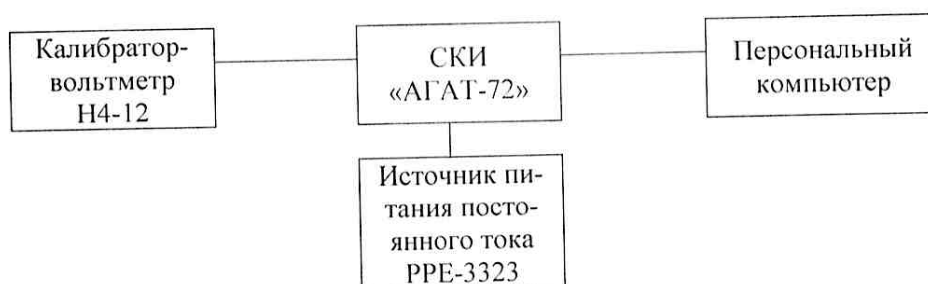 Калибратор-
вольтметр
Н4-12
СКИ
«АГАТ-72»
Персональный
компьютер
Источник пи-
тания посто-
янного тока
PPE-3323